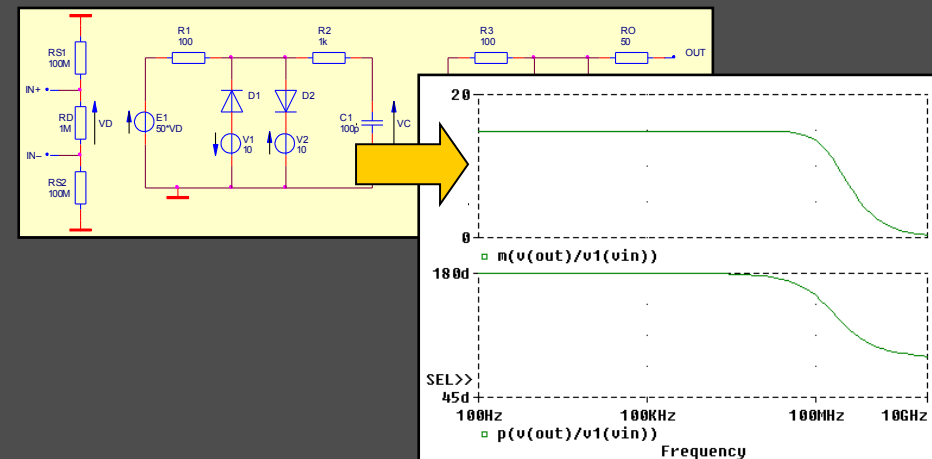 R1
100
R2
1k
R3
100
RO
50
OUT
RS1
100M
IN+
RD
1M
VD
E1
50*VD
D1
D2
V1
10
V2
10
C1
100p
VC
IN–
RS2
100M
20
0
m(v(out)/v1(vin))
180d
SEL>>
45d
100Hz 100KHz 100MHz 10GHz
p(v(out)/v1(vin))
Frequency